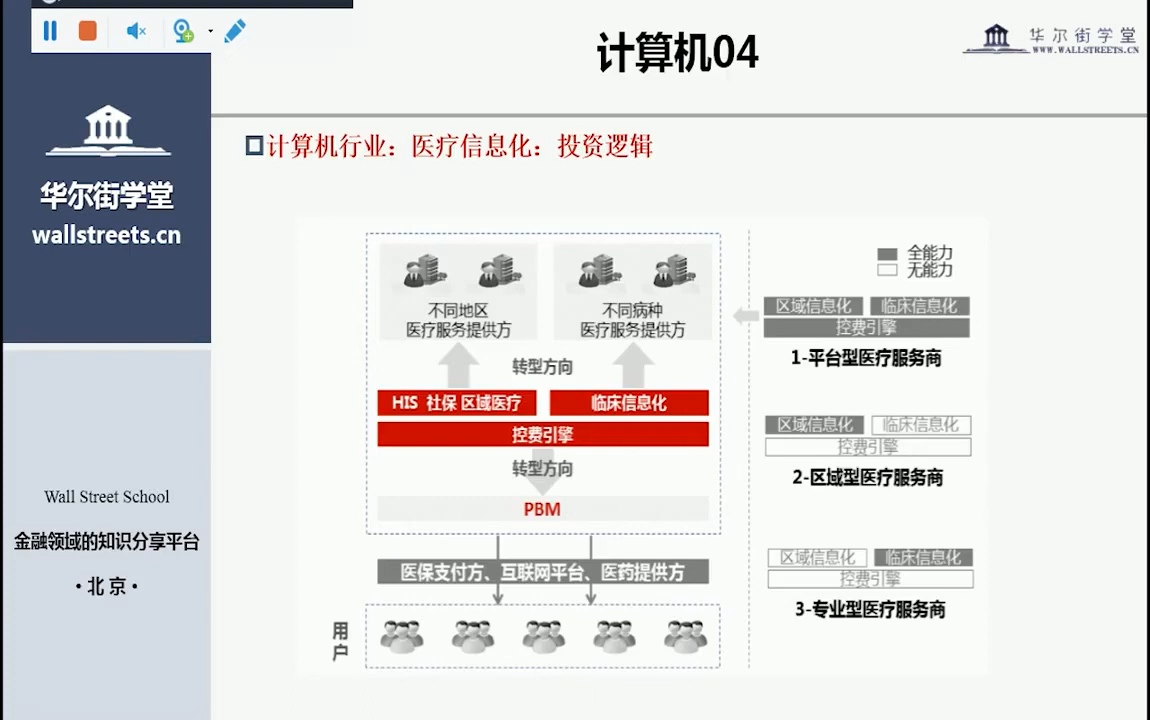 计算机04
华尔街学堂
WWW.WALLSTREETS.CN
华尔街学堂
wallstreets.cn
Wall Street School
金融领域的知识分享平台
·北京·
计算机行业：医疗信息化：投资逻辑
不同地区
医疗服务提供方
不同病种
医疗服务提供方
转型方向
HIS 社保 区域医疗
临床信息化
控费引擎
转型方向
PBM
医保支付方、互联网平台、医药提供方
用户
全能力
无能力
区域信息化
临床信息化
控费引擎
1-平台型医疗服务商
区域信息化
临床信息化
控费引擎
2-区域型医疗服务商
区域信息化
临床信息化
控费引擎
3-专业型医疗服务商